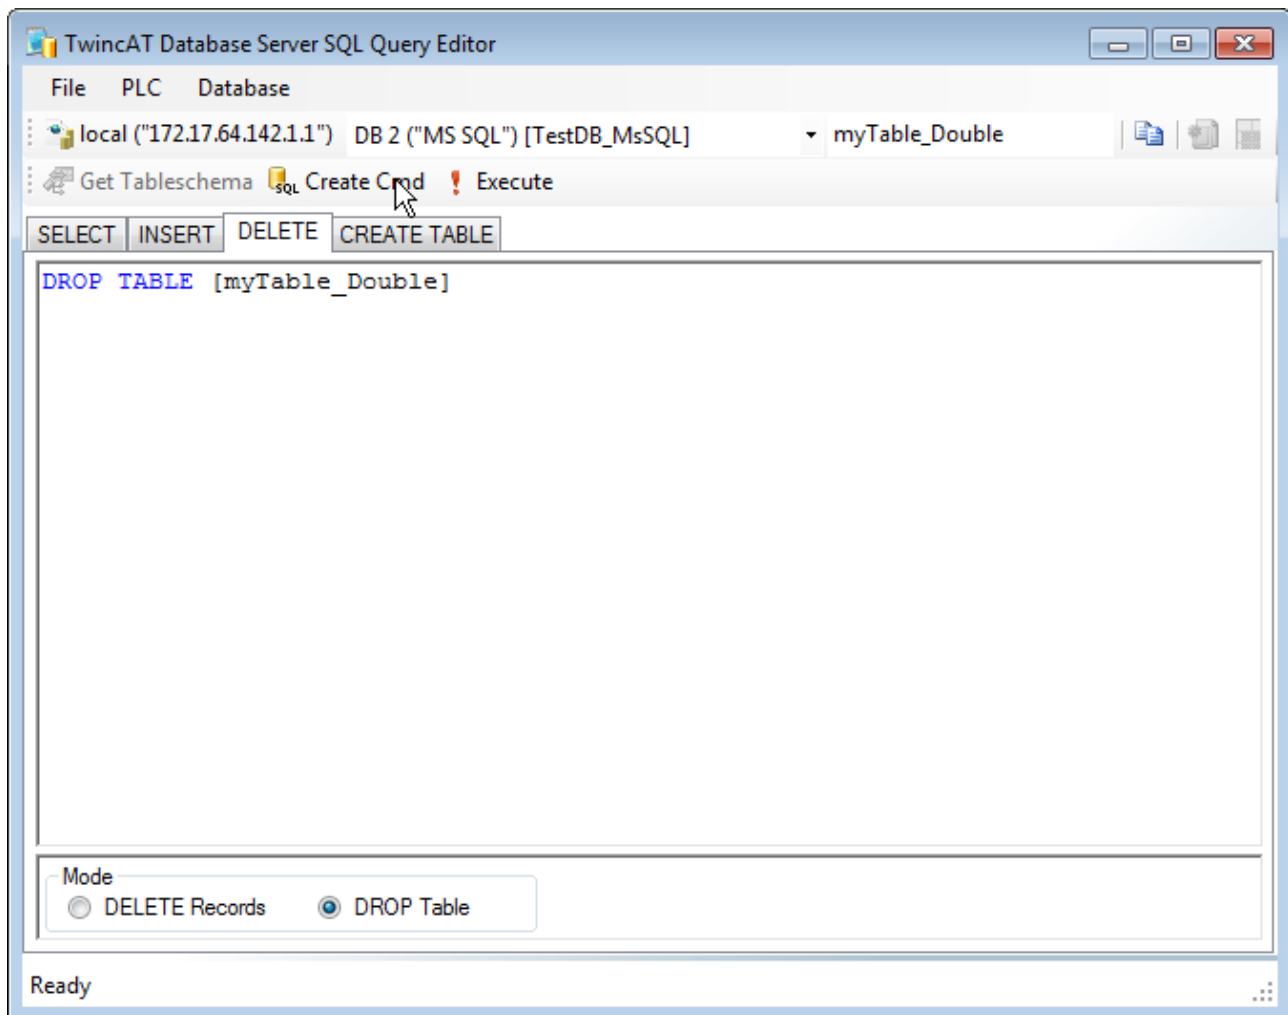 TwincAT Database Server SQL Query Editor
File PLC Database
local ("172.17.64.142.1.1") DB 2 ("MS SQL") [TestDB_MsSQL] myTable_Double
Get Tableschema SQL Create Cmd Execute
SELECT INSERT DELETE CREATE TABLE
DROP TABLE [myTable_Double]
Mode
DELETE Records DROP Table
Ready